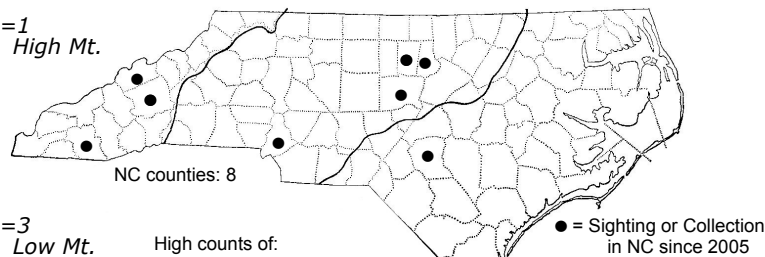 =1
High Mt.
NC counties: 8
=3
Low Mt.
High counts of:
● = Sighting or Collection
in NC since 2005